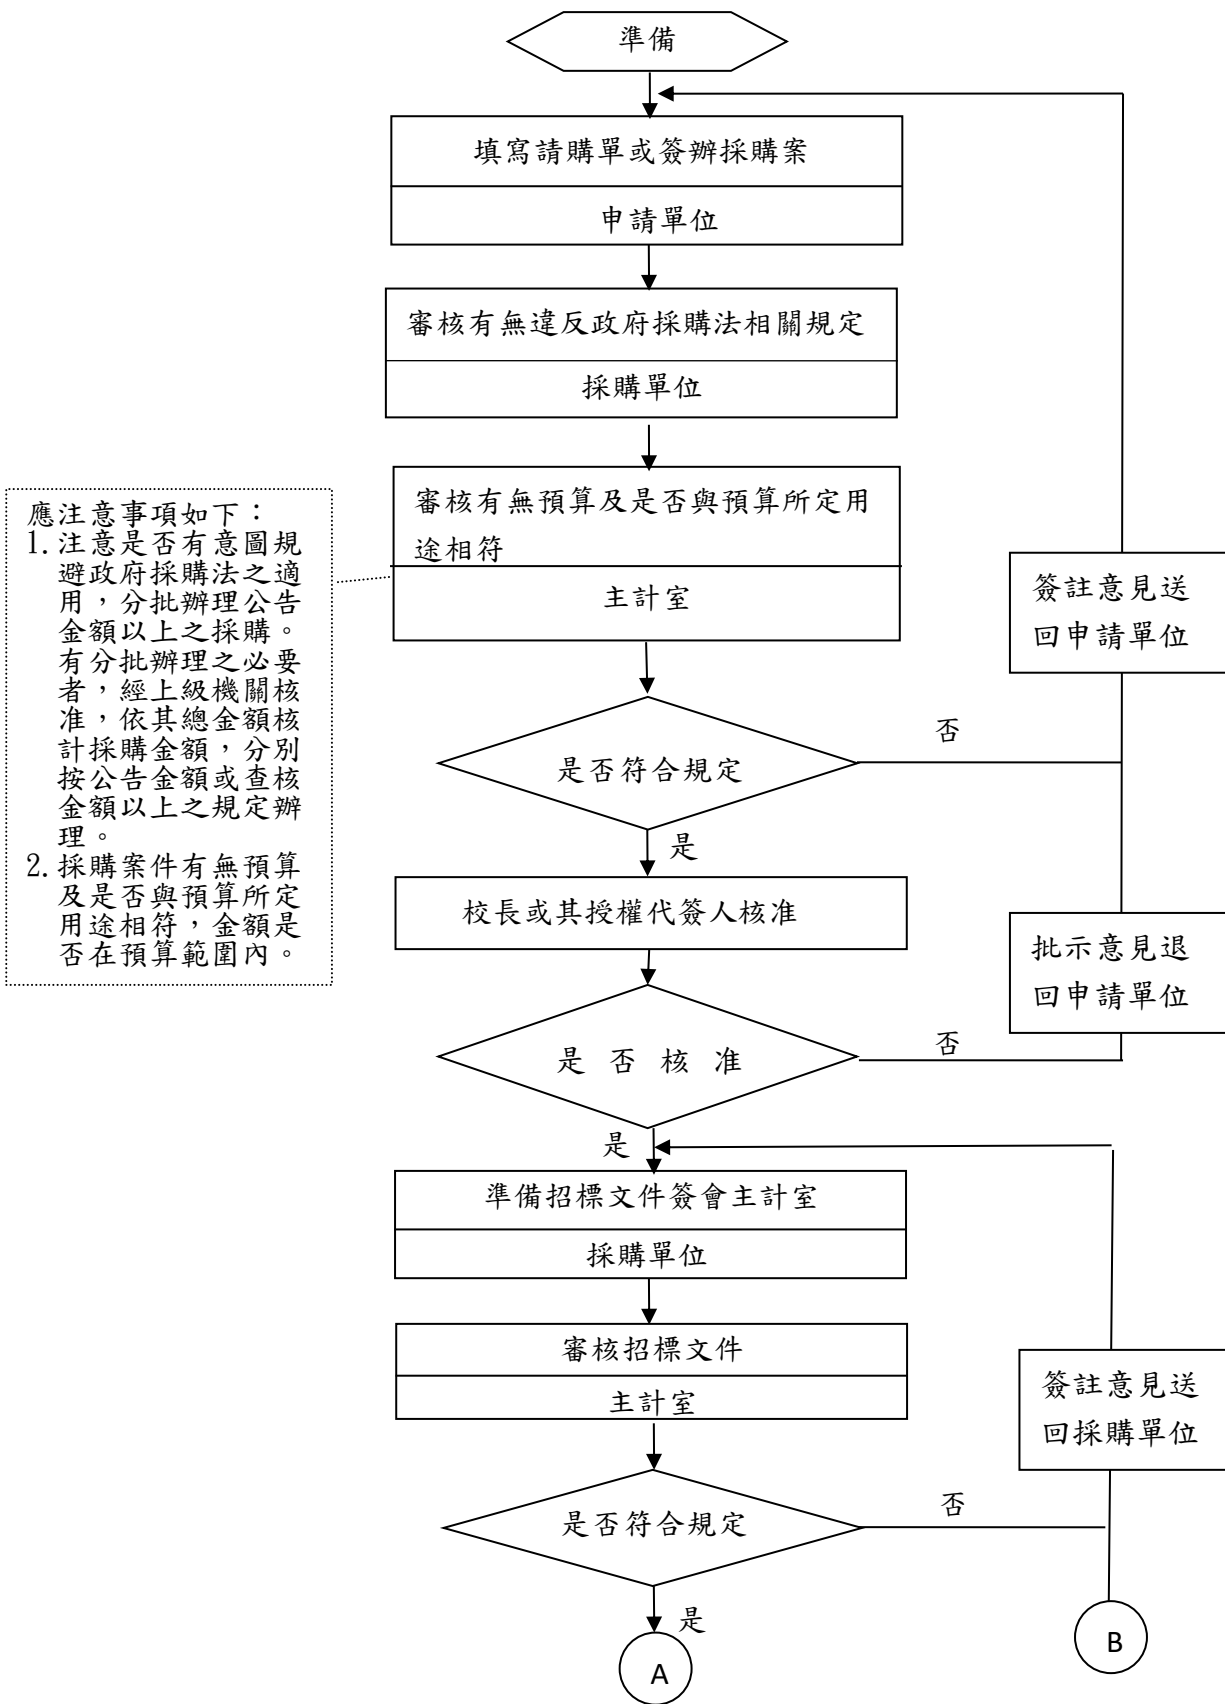 準備
填寫請購單或簽辦採購案
申請單位
審核有無違反政府採購法相關規定
採購單位
審核有無預算及是否與預算所定用
途相符
主計室
應注意事項如下：
1.注意是否有意圖規
避政府採購法之適
用，分批辦理公告
金額以上之採購。
有分批辦理之必要
者，經上級機關核
准，依其總金額核
計採購金額，分別
按公告金額或查核
金額以上之規定辦
理。
2.採購案件有無預算
及是否與預算所定
用途相符，金額是
否在預算範圍內。
簽註意見送
回申請單位
是否符合規定
否
是
校長或其授權代簽人核准
批示意見退
回申請單位
是否核准
否
是
準備招標文件簽會主計室
採購單位
審核招標文件
主計室
簽註意見送
回採購單位
是否符合規定
否
是
A
B